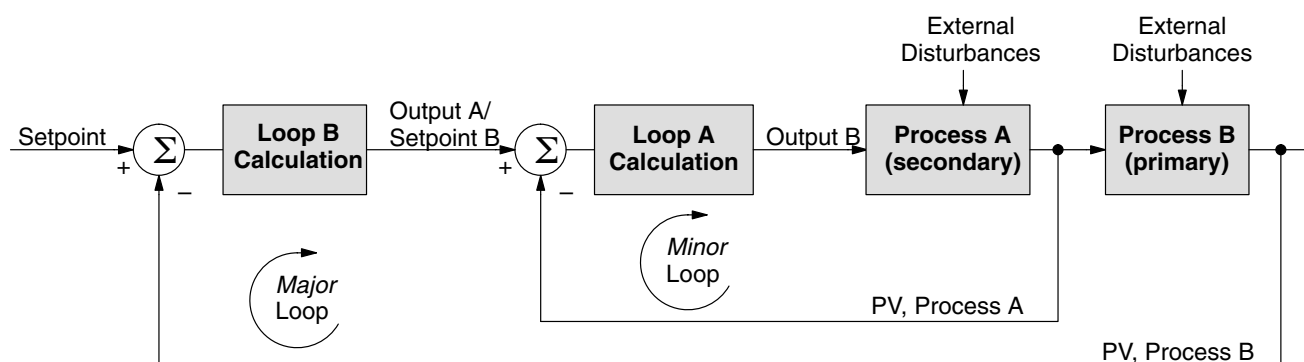 External
Disturbances
External
Disturbances
Setpoint
+
−
Σ
Loop B
Calculation
Output A/
Setpoint B
+
−
Σ
Loop A
Calculation
Output B
Process A
(secondary)
Process B
(primary)
Major
Loop
Minor
Loop
PV, Process A
PV, Process B